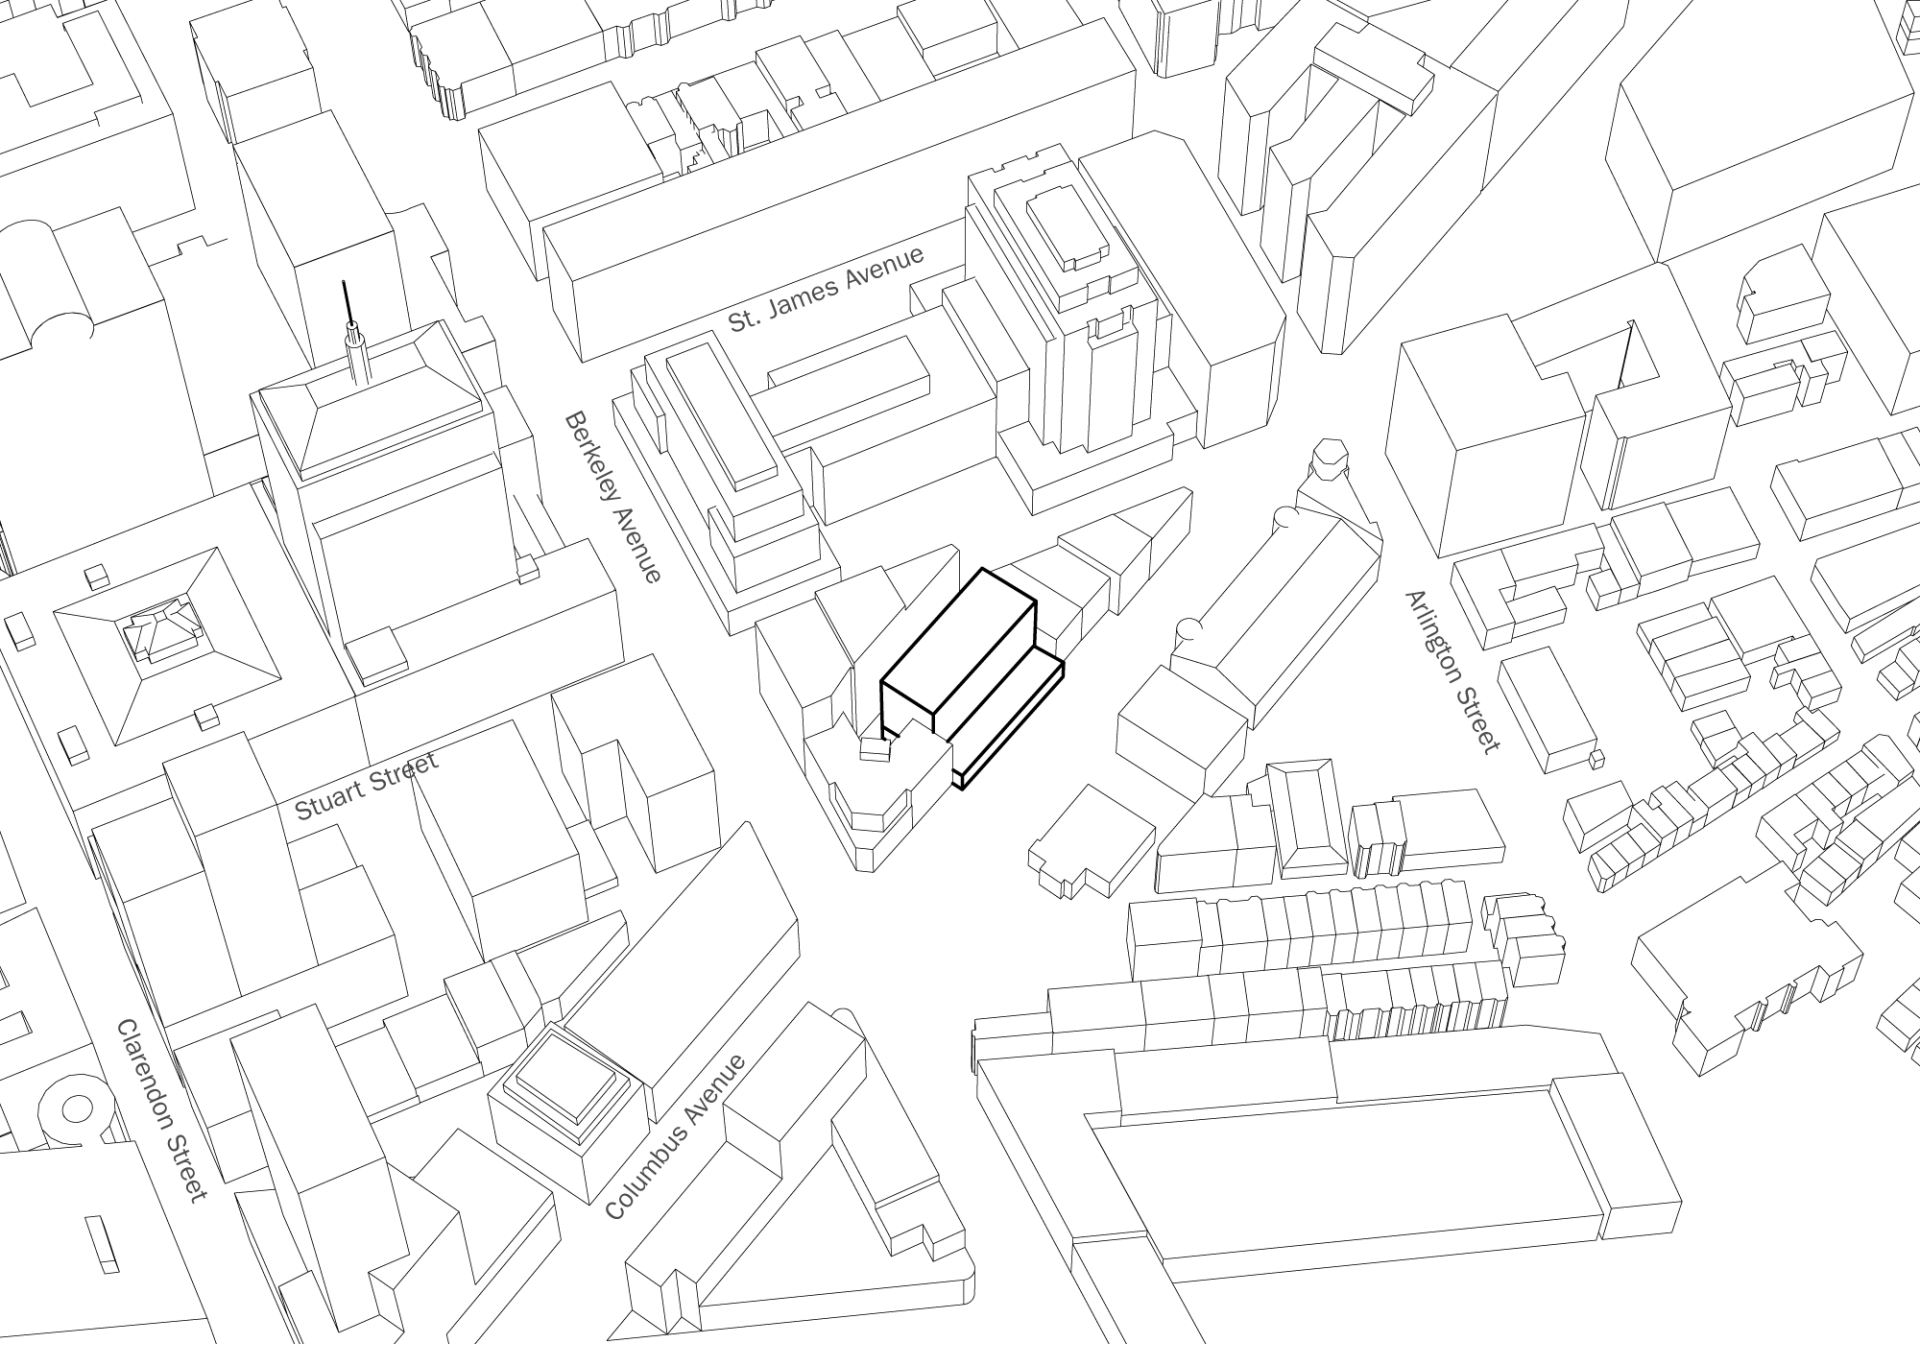 St. James Avenue
Berkeley Avenue
Arlington Street
Stuart Street
Clarendon Street
Columbus Avenue